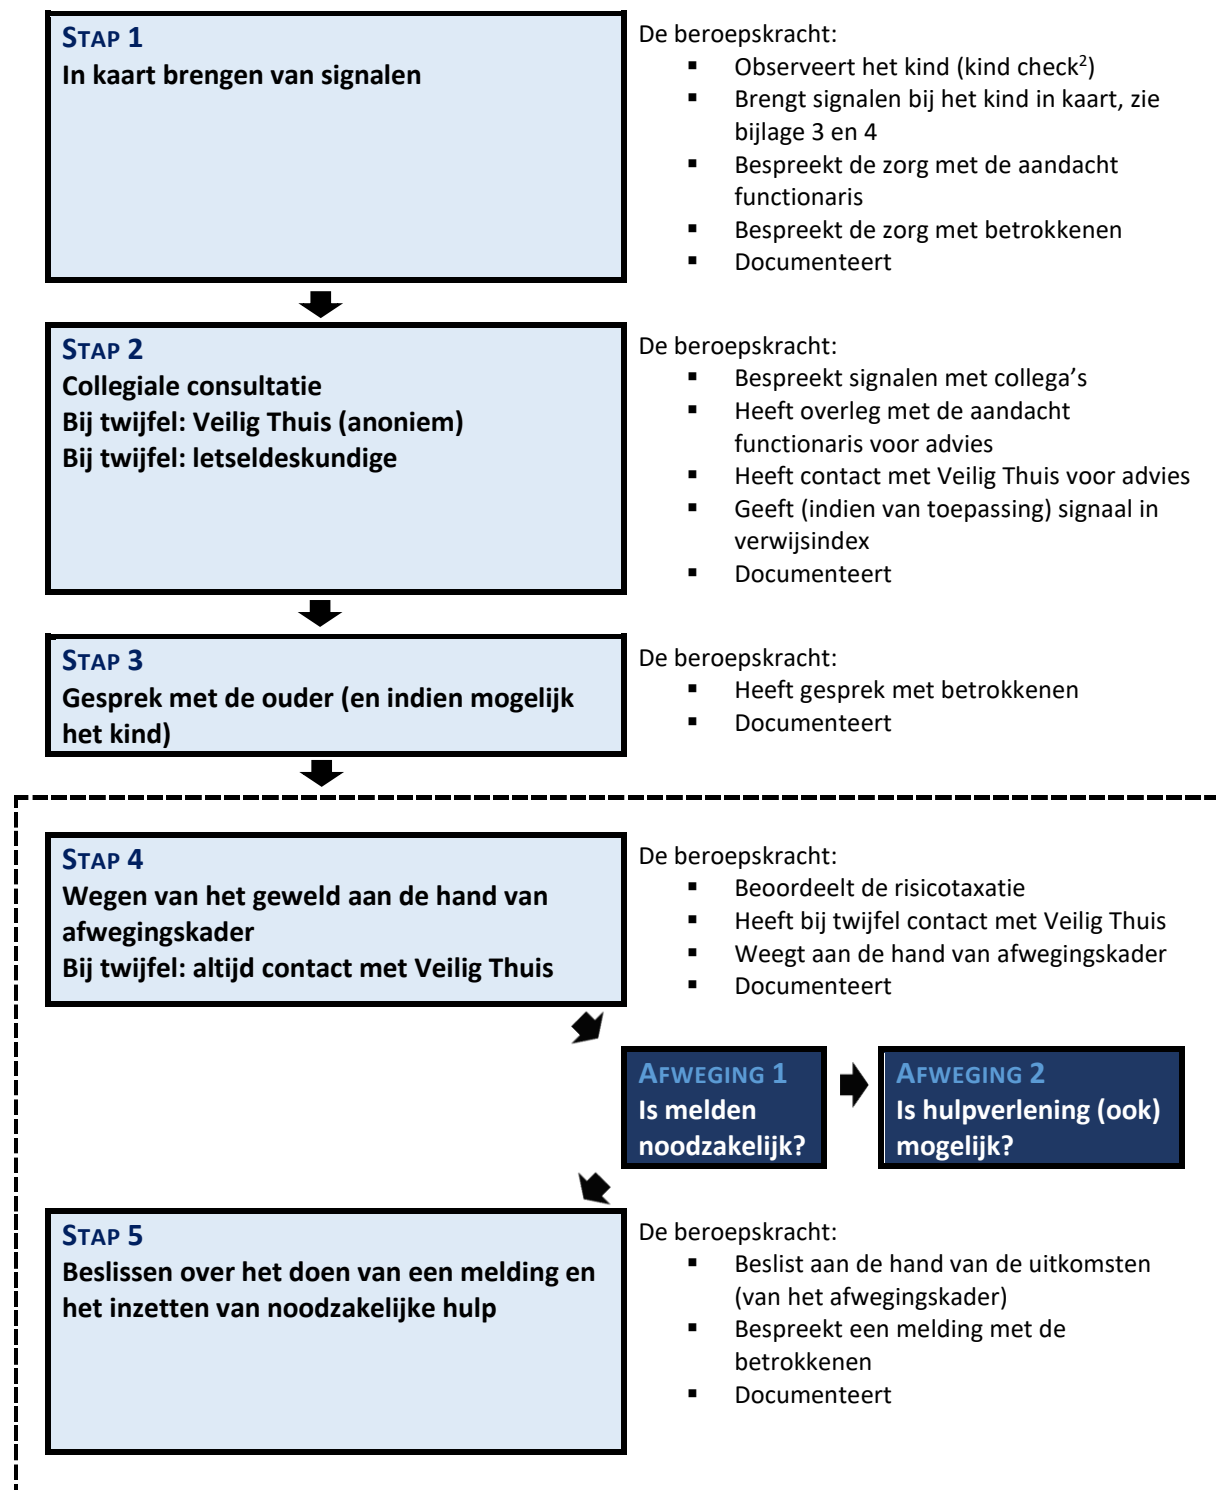 STAP 1
In kaart brengen van signalen
De beroepskracht:
▪ Observeert het kind (kind check²)
▪ Brengt signalen bij het kind in kaart, zie
bijlage 3 en 4
▪ Bespreekt de zorg met de aandacht
functionaris
▪ Bespreekt de zorg met betrokkenen
▪ Documenteert
STAP 2
Collegiale consultatie
Bij twijfel: Veilig Thuis (anoniem)
Bij twijfel: letseldeskundige
De beroepskracht:
▪ Bespreekt signalen met collega’s
▪ Heeft overleg met de aandacht
functionaris voor advies
▪ Heeft contact met Veilig Thuis voor advies
▪ Geeft (indien van toepassing) signaal in
verwijsindex
▪ Documenteert
STAP 3
Gesprek met de ouder (en indien mogelijk
het kind)
De beroepskracht:
▪ Heeft gesprek met betrokkenen
▪ Documenteert
STAP 4
Wegen van het geweld aan de hand van
afwegingskader
Bij twijfel: altijd contact met Veilig Thuis
De beroepskracht:
▪ Beoordeelt de risicotaxatie
▪ Heeft bij twijfel contact met Veilig Thuis
▪ Weegt aan de hand van afwegingskader
▪ Documenteert
AFWEGING 1
Is melden
noodzakelijk?
AFWEGING 2
Is hulpverlening (ook)
mogelijk?
STAP 5
Beslissen over het doen van een melding en
het inzetten van noodzakelijke hulp
De beroepskracht:
▪ Beslist aan de hand van de uitkomsten
(van het afwegingskader)
▪ Bespreekt een melding met de
betrokkenen
▪ Documenteert